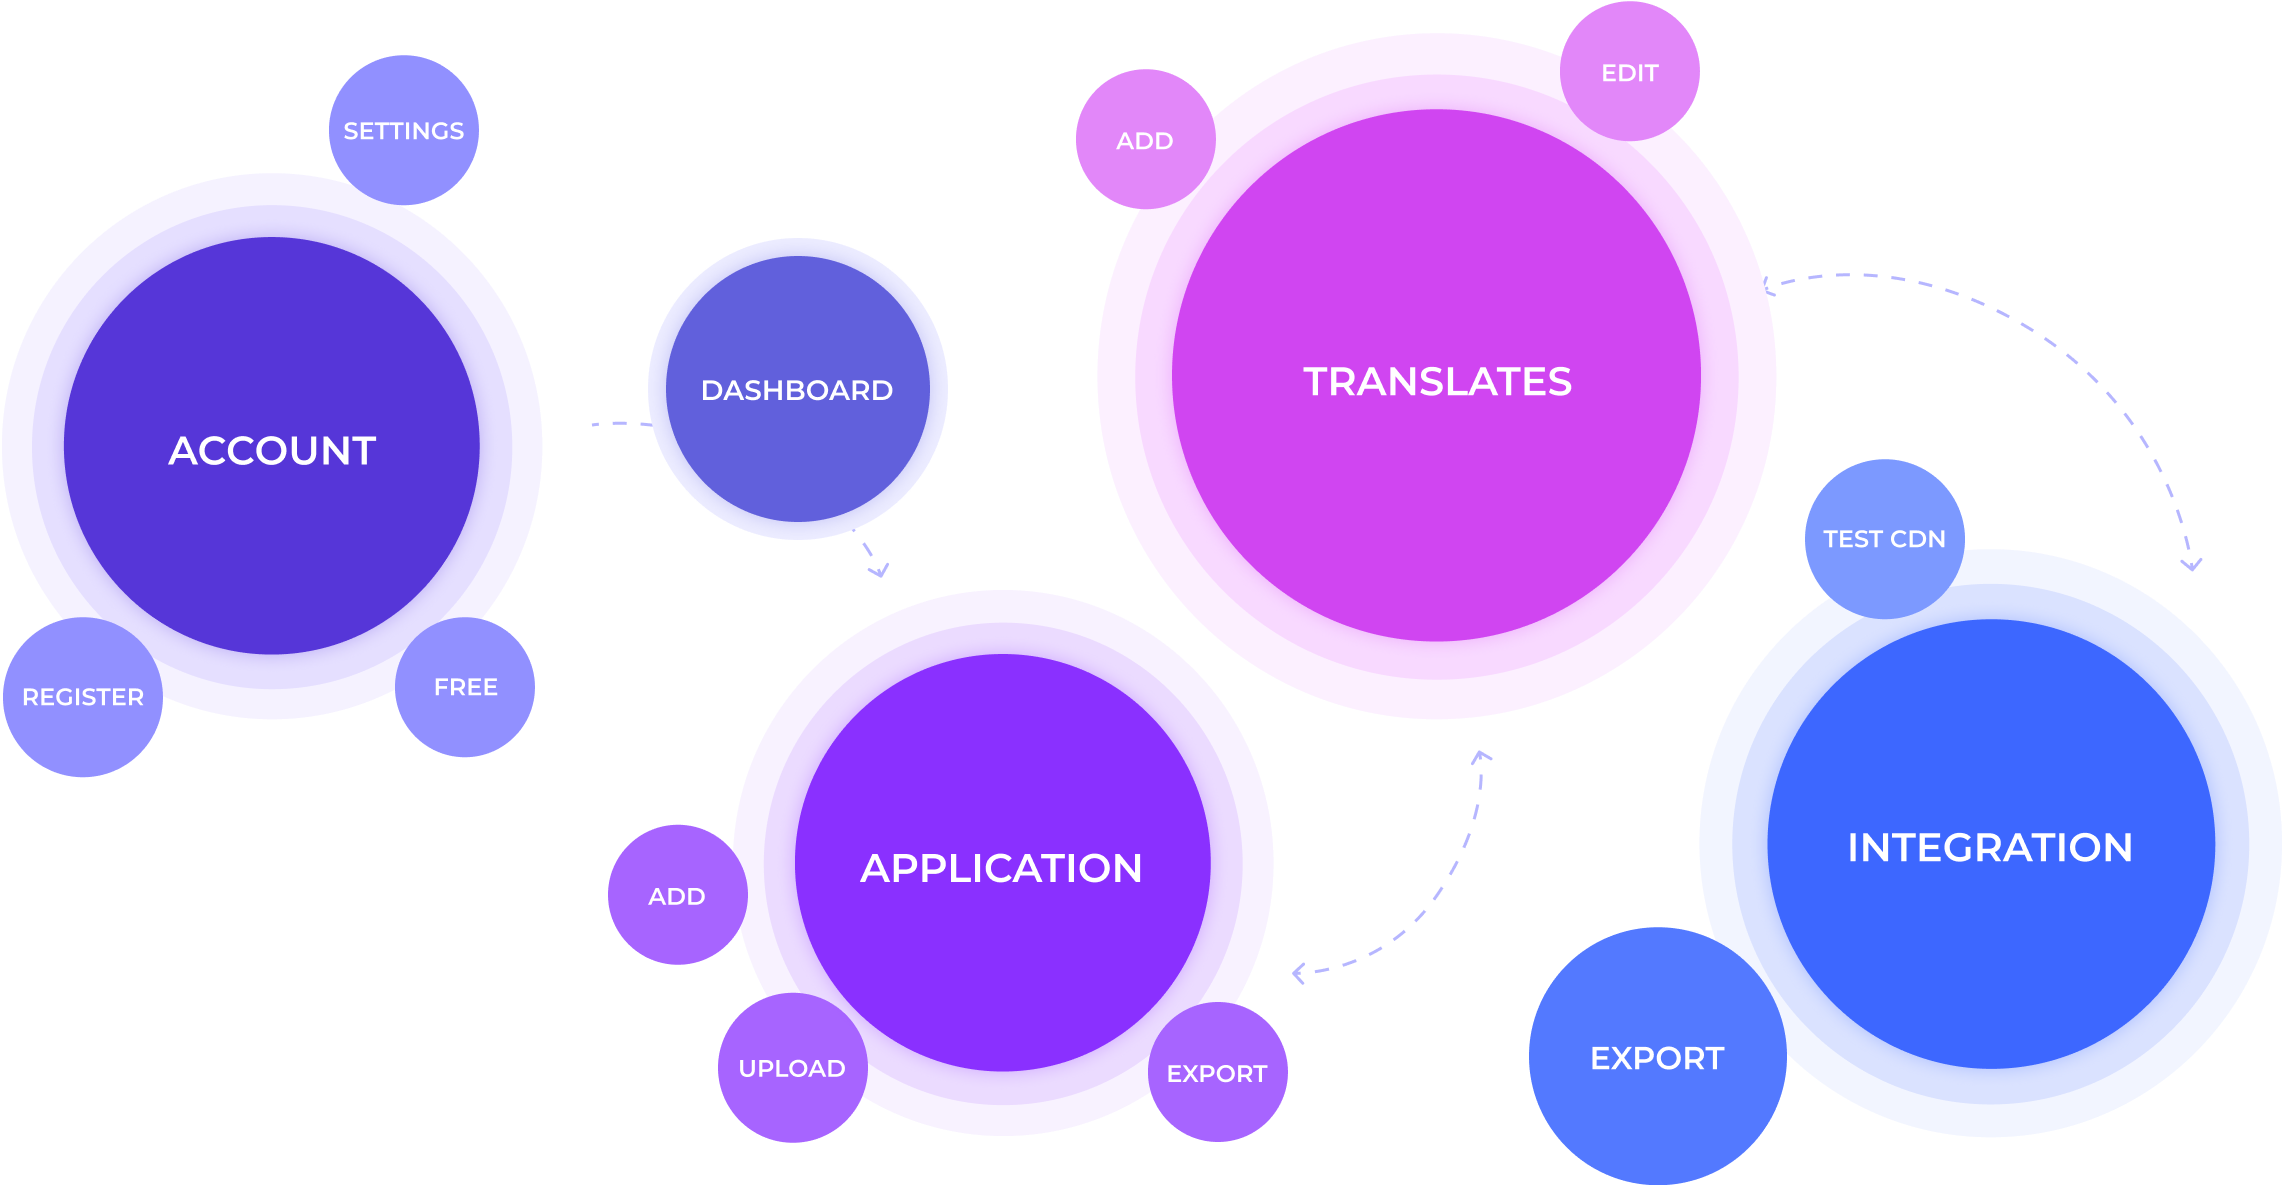 SETTINGS
ACCOUNT
REGISTER
FREE
DASHBOARD
ADD
EDIT
TRANSLATES
APPLICATION
ADD
UPLOAD
EXPORT
TEST CDN
INTEGRATION
EXPORT